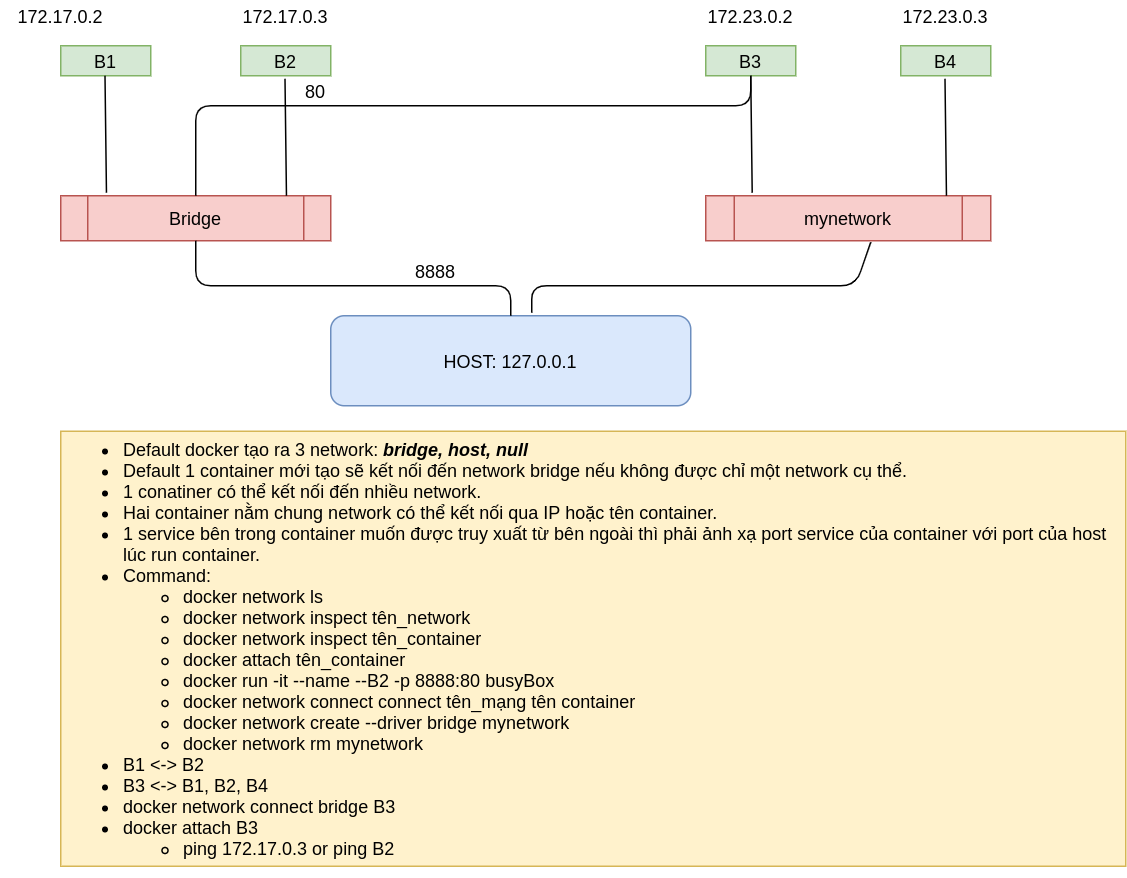 172.17.0.2
172.17.0.3
172.23.0.2
172.23.0.3
B1
B2
B3
B4
80
Bridge
mynetwork
8888
HOST: 127.0.0.1
Default docker tạo ra 3 network: bridge, host, null
Default 1 container mới tạo sẽ kết nối đến network bridge nếu không được chỉ một network cụ thể.
1 conatiner có thể kết nối đến nhiều network.
Hai container nằm chung network có thể kết nối qua IP hoặc tên container.
1 service bên trong container muốn được truy xuất từ bên ngoài thì phải ảnh xạ port service của container với port của host
lúc run container.
Command:
docker network ls
docker network inspect tên_network
docker network inspect tên_container
docker attach tên_container
docker run -it --name --B2 -p 8888:80 busyBox
docker network connect connect tên_mạng tên container
docker network create --driver bridge mynetwork
docker network rm mynetwork
B1 <-> B2
B3 <-> B1, B2, B4
docker network connect bridge B3
docker attach B3
ping 172.17.0.3 or ping B2